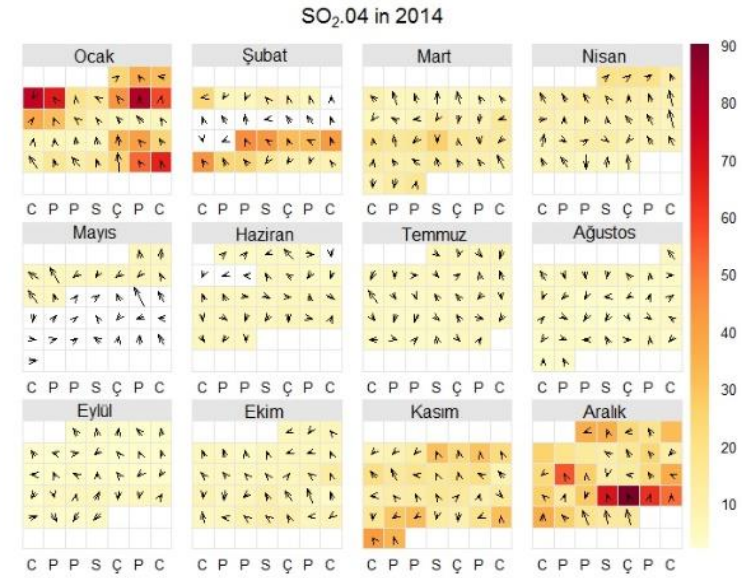 SO₂.04 in 2014
Ocak Şubat Mart Nisan
C P P S Ç P C C P P S Ç P C C P P S Ç P C C P P S Ç P C
Mayıs Haziran Temmuz Ağustos
C P P S Ç P C C P P S Ç P C C P P S Ç P C C P P S Ç P C
Eylül Ekim Kasım Aralık
C P P S Ç P C C P P S Ç P C C P P S Ç P C C P P S Ç P C
90
80
70
60
50
40
30
20
10